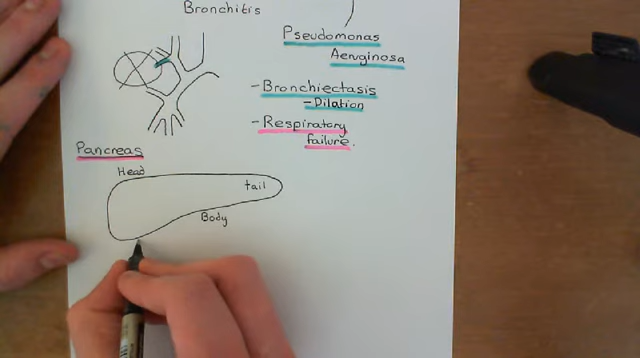 Bronchitis
Pseudomonas
Aeruginosa
- Bronchiectasis
- Dilation
- Respiratory
failure.
Pancreas
Head
tail
Body